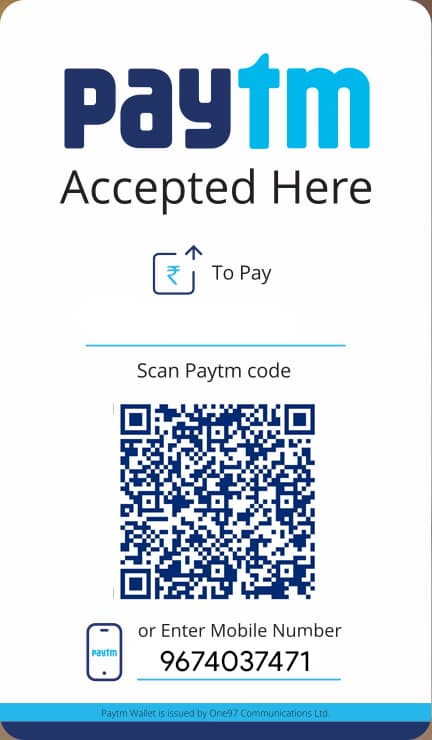 paytm
Accepted Here
₹ To Pay
Scan Paytm code
or Enter Mobile Number
paytm
9674037471
Paytm Wallet is issued by One97 Communications Ltd.